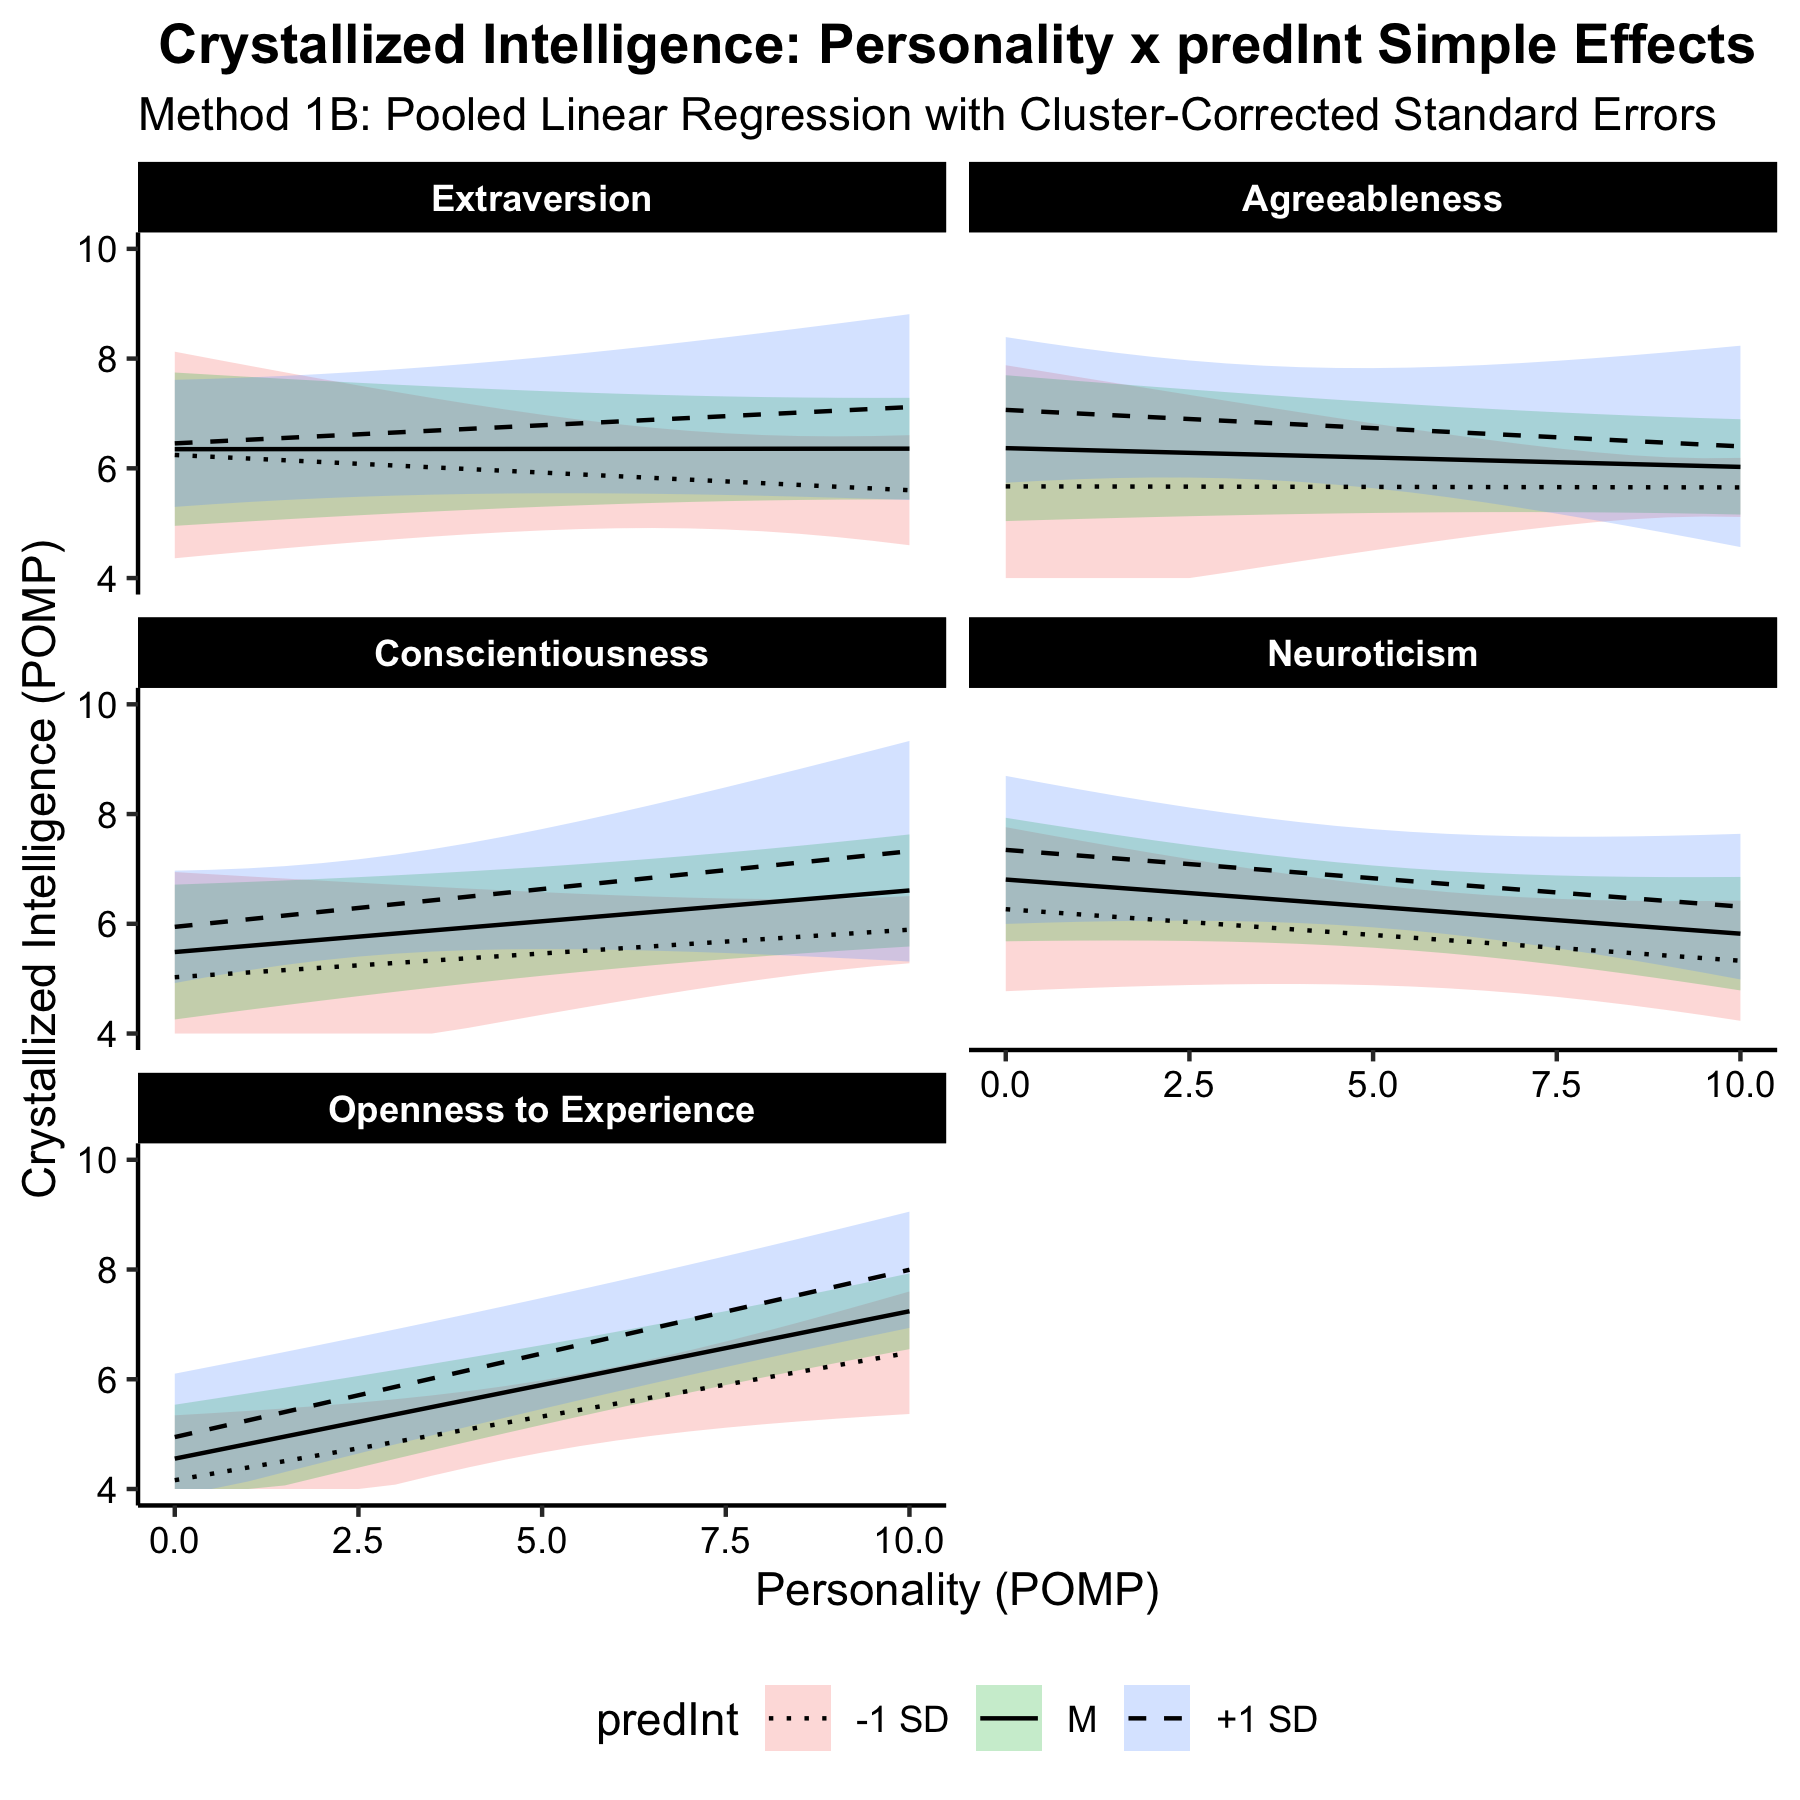 Crystallized Intelligence: Personality x predInt Simple Effects
Method 1B: Pooled Linear Regression with Cluster-Corrected Standard Errors
Extraversion
Agreeableness
10
8
6
4
Conscientiousness
Neuroticism
10
8
6
4
0.0 2.5 5.0 7.5 10.0
Openness to Experience
10
8
6
4
0.0 2.5 5.0 7.5 10.0
Crystallized Intelligence (POMP)
Personality (POMP)
predInt -1 SD M +1 SD